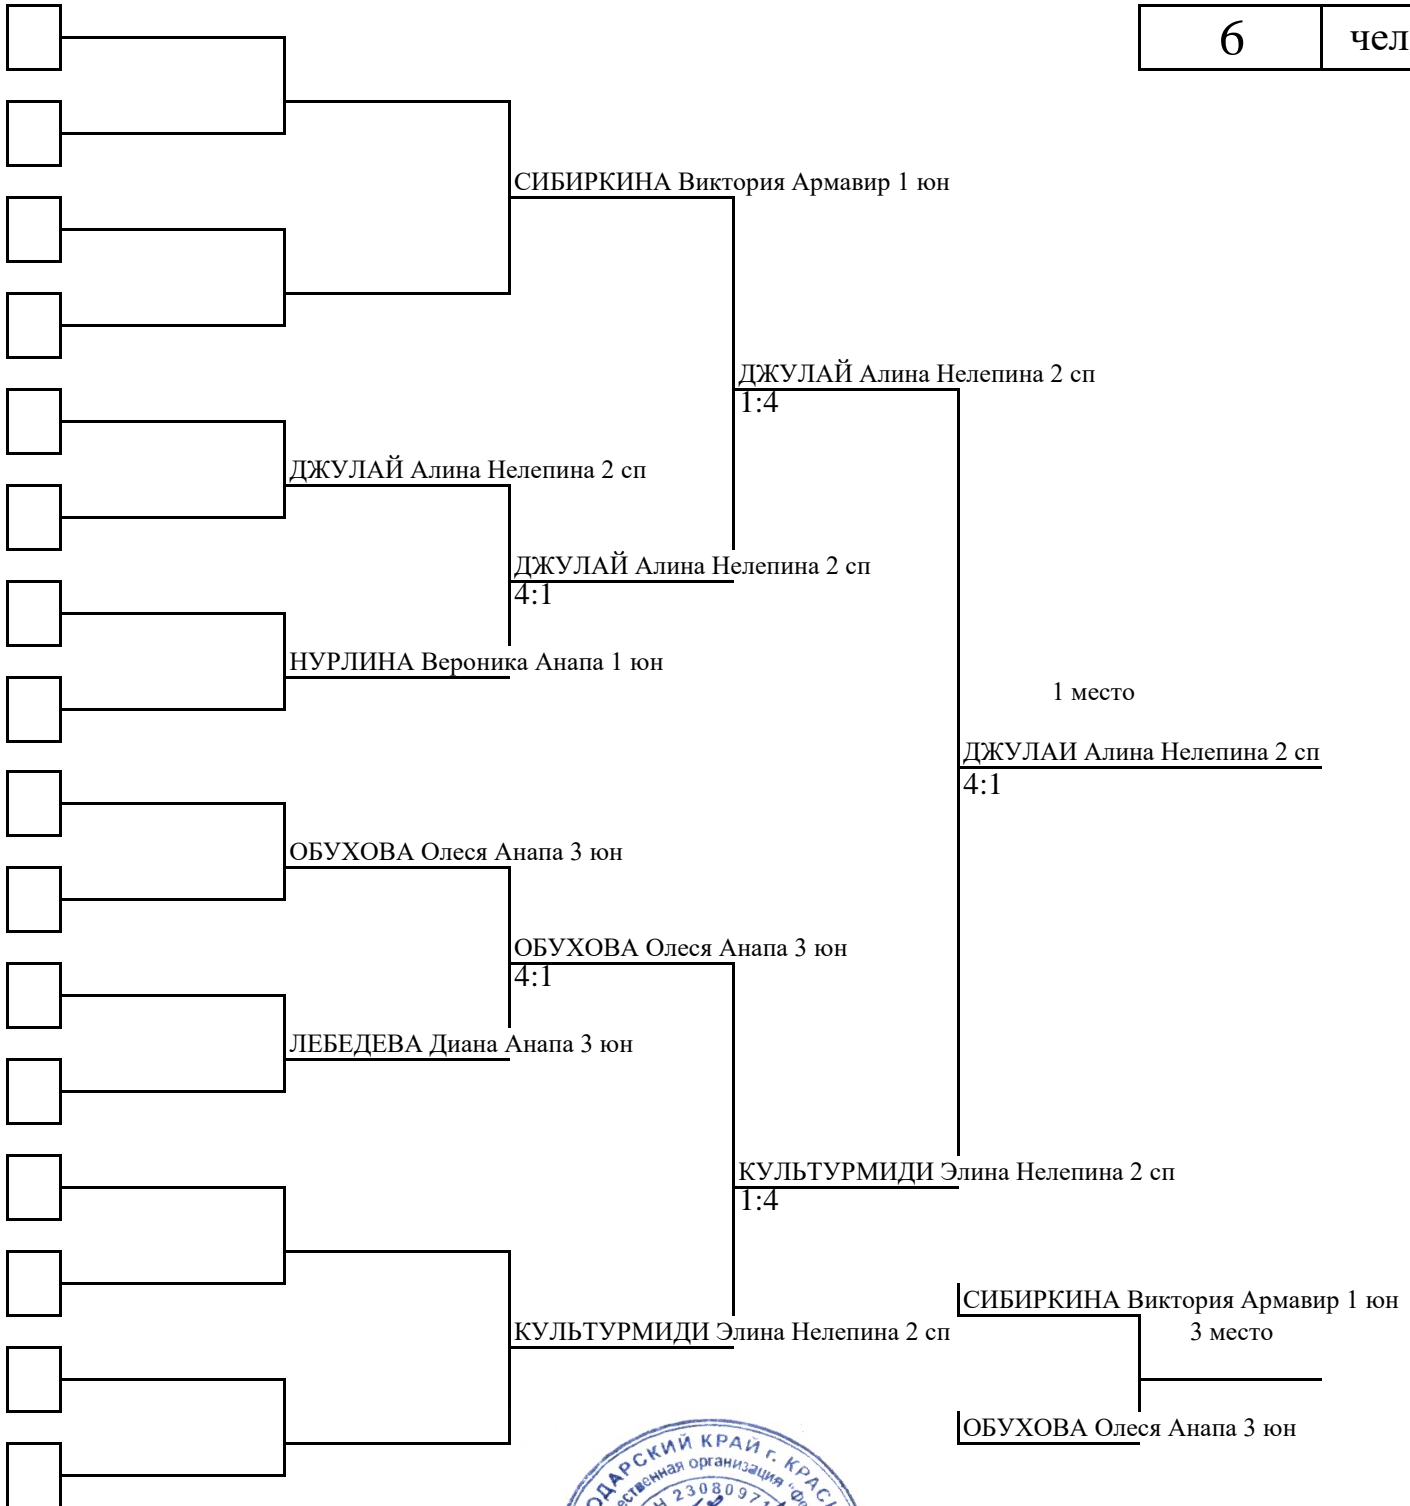 6 чел
СИБИРКИНА Виктория Армавир 1 юн
ДЖУЛАЙ Алина Нелепина 2 сп
1:4
ДЖУЛАЙ Алина Нелепина 2 сп
ДЖУЛАЙ Алина Нелепина 2 сп
4:1
НУРЛИНА Вероника Анапа 1 юн
1 место
ДЖУЛАИ Алина Нелепина 2 сп
4:1
ОБУХОВА Олеся Анапа 3 юн
ОБУХОВА Олеся Анапа 3 юн
4:1
ЛЕБЕДЕВА Диана Анапа 3 юн
КУЛЬТУРМИДИ Элина Нелепина 2 сп
1:4
СИБИРКИНА Виктория Армавир 1 юн
3 место
КУЛЬТУРМИДИ Элина Нелепина 2 сп
ОБУХОВА Олеся Анапа 3 юн
КИЙ КРАЙ г.
организация
2308097